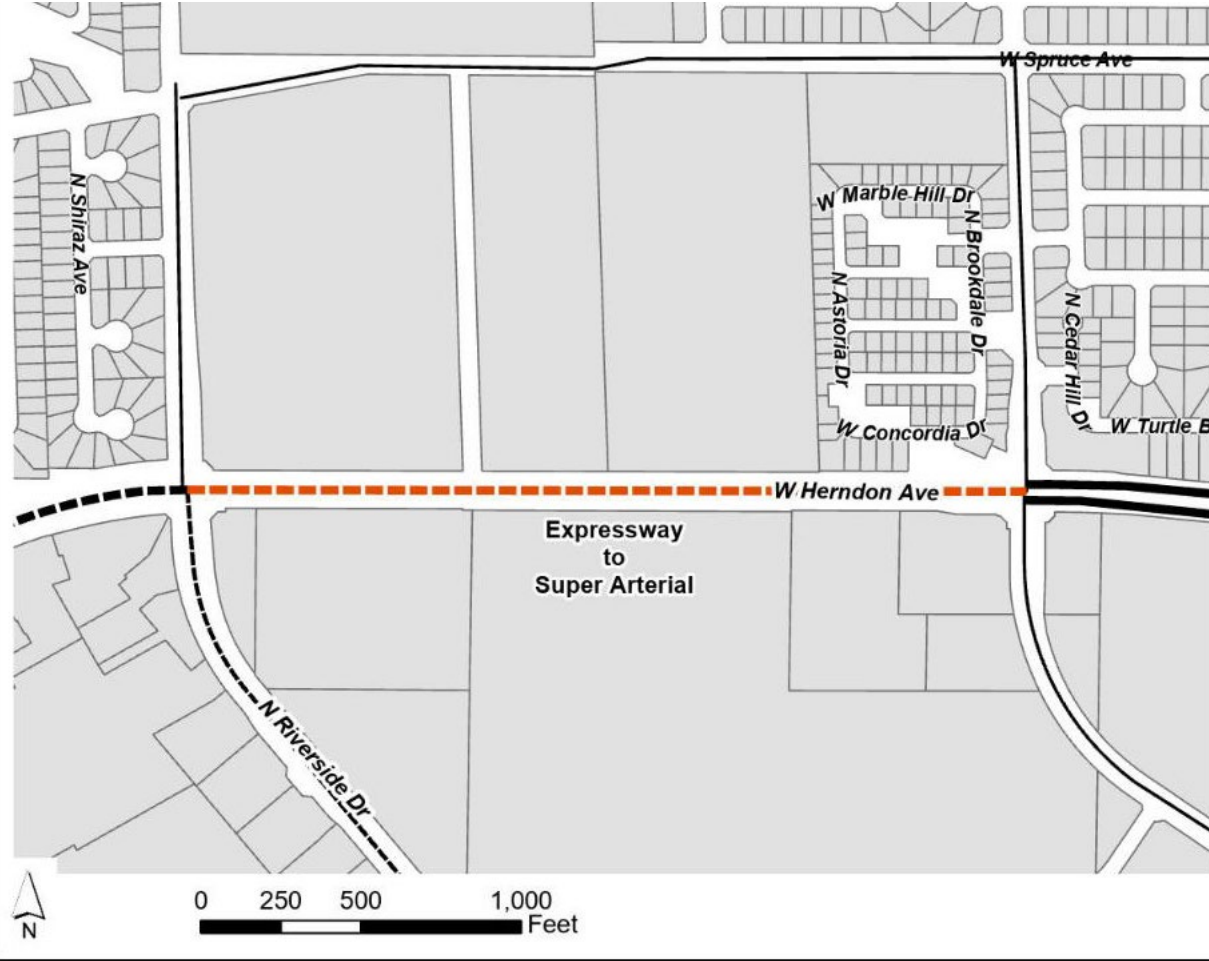 W Spruce Ave
N Shiraz Ave
W Marble Hill Dr
N Brookdale Dr
N Astoria Dr
N Cedar Hill Dr
W Concordia Dr
W Turtle B
W Herndon Ave
Expressway
to
Super Arterial
N Riverside Dr
0 250 500 1,000
Feet
N